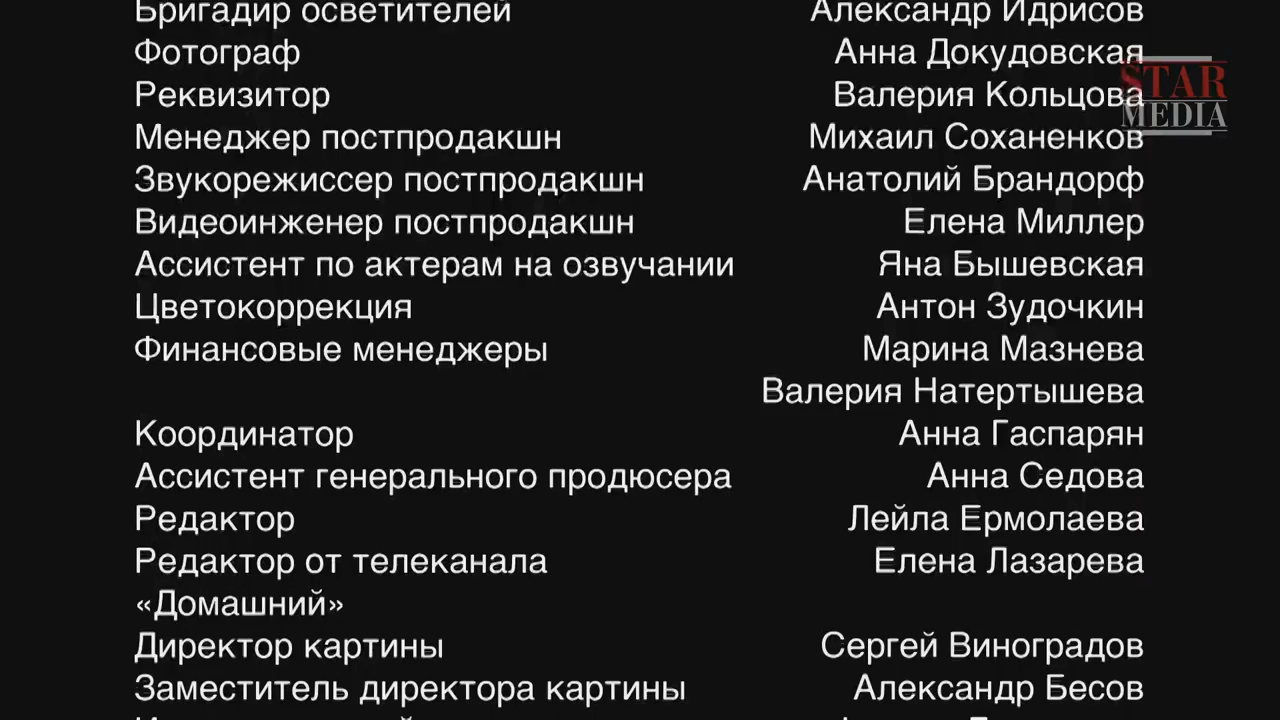 Бригадир осветителей Александр Идрисов
Фотограф Анна Докудовская
Реквизитор Валерия Кольцова
STAR
MEDIA
Менеджер постпродакшн Михаил Соханенков
Звукорежиссер постпродакшн Анатолий Брандорф
Видеоинженер постпродакшн Елена Миллер
Ассистент по актерам на озвучании Яна Бышевская
Цветокоррекция Антон Зудочкин
Финансовые менеджеры Марина Мазнева
Валерия Натертышева
Координатор Анна Гаспарян
Ассистент генерального продюсера Анна Седова
Редактор Лейла Ермолаева
Редактор от телеканала Елена Лазарева
«Домашний»
Директор картины Сергей Виноградов
Заместитель директора картины Александр Бесов